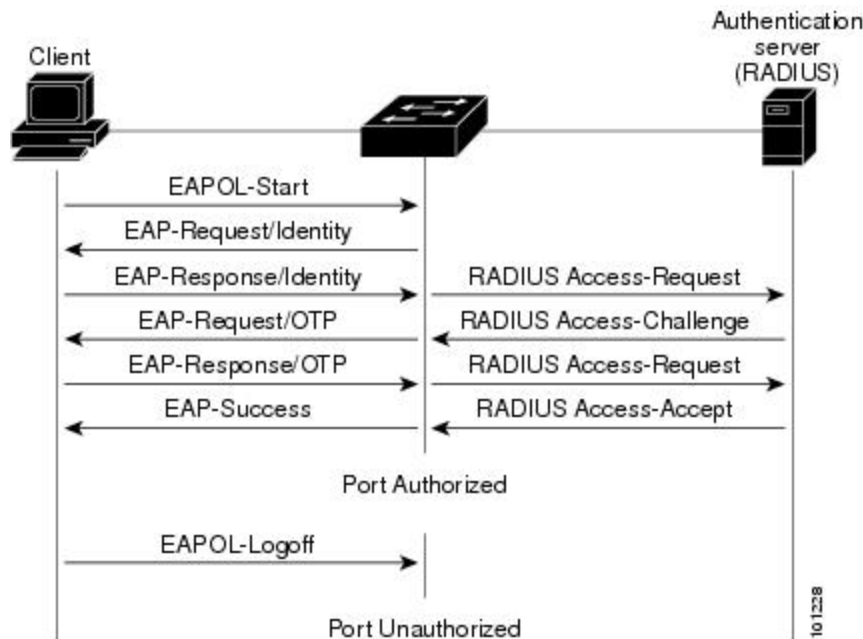 Authentication
server
(RADIUS)
Client
EAPOL-Start
EAP-Request/Identity
EAP-Response/Identity
RADIUS Access-Request
EAP-Request/OTP
RADIUS Access-Challenge
EAP-Response/OTP
RADIUS Access-Request
EAP-Success
RADIUS Access-Accept
Port Authorized
EAPOL-Logoff
Port Unauthorized
101228